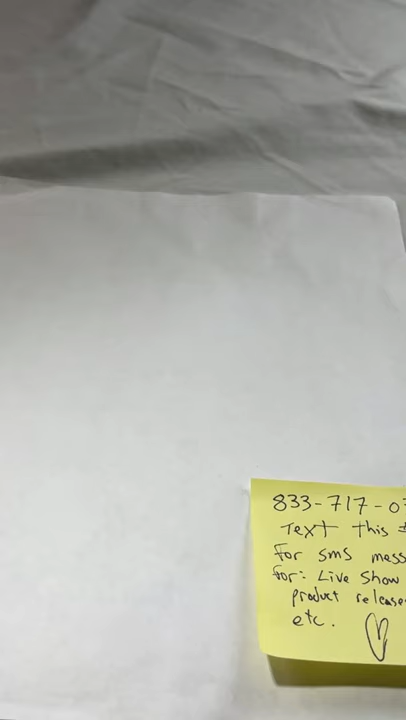 833-717-0
Text this #
For sms mess
for: Live Show
product release
etc.